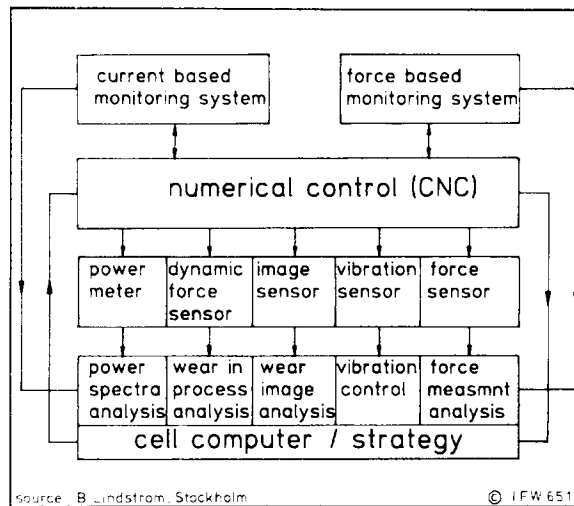 current based
monitoring system
force based
monitoring system
numerical control (CNC)
power
meter
dynamic
force
sensor
image
sensor
vibration
sensor
force
sensor
power
spectra
analysis
wear in
process
analysis
wear
image
analysis
vibration
control
force
measmnt
analysis
cell computer / strategy
source: B Lindstrom, Stockholm
© IFW 651